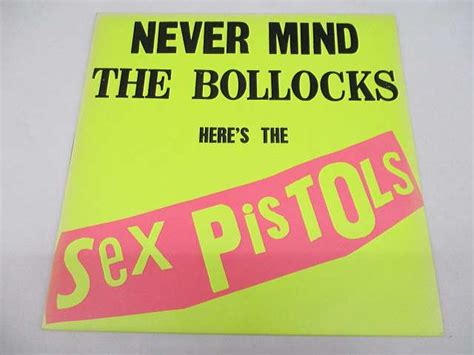 NEVER MIND
THE BOLLOCKS
HERE'S THE
Sex PisTOls